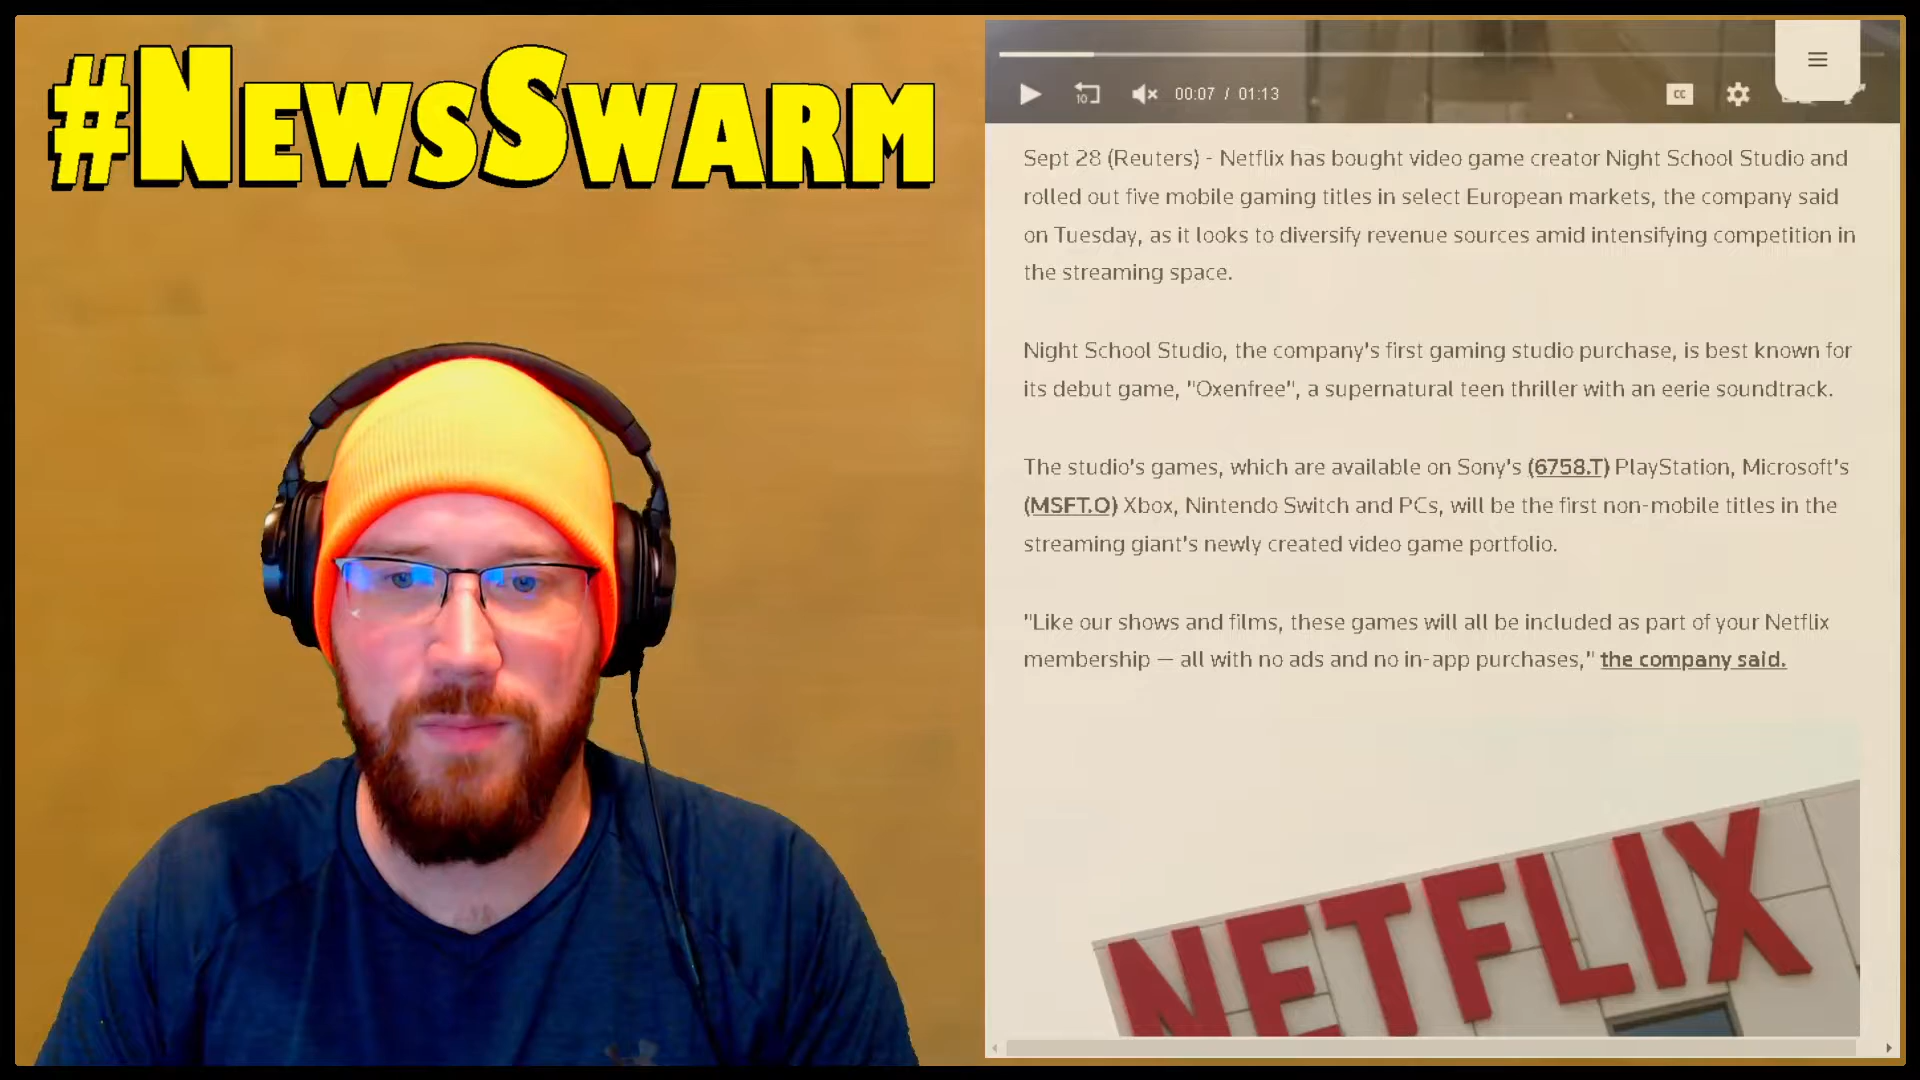 #NEWSSWARM
10
00:07 / 01:13
CC
Sept 28 (Reuters) - Netflix has bought video game creator Night School Studio and
rolled out five mobile gaming titles in select European markets, the company said
on Tuesday, as it looks to diversify revenue sources amid intensifying competition in
the streaming space.
Night School Studio, the company's first gaming studio purchase, is best known for
its debut game, "Oxenfree", a supernatural teen thriller with an eerie soundtrack.
The studio's games, which are available on Sony's (6758.T) PlayStation, Microsoft's
(MSFT.O) Xbox, Nintendo Switch and PCs, will be the first non-mobile titles in the
streaming giant's newly created video game portfolio.
"Like our shows and films, these games will all be included as part of your Netflix
membership — all with no ads and no in-app purchases," the company said.
NETFLIX